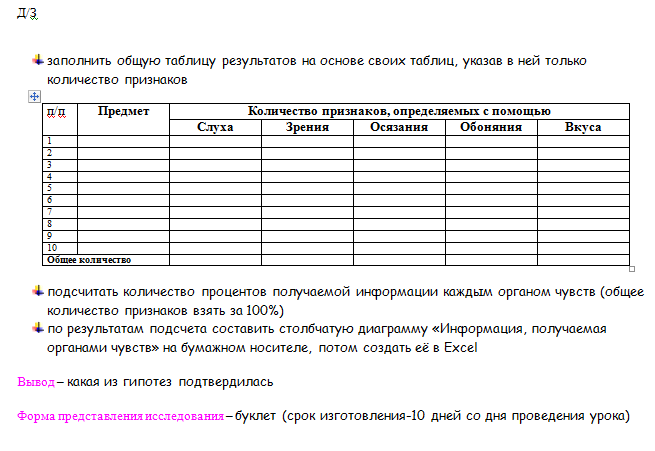 Д/З
заполнить общую таблицу результатов на основе своих таблиц, указав в ней только
количество признаков
п/п Предмет Количество признаков, определяемых с помощью
Слуха Зрения Осязания Обоняния Вкуса
1
2
3
4
5
6
7
8
9
10
Общее количество
подсчитать количество процентов получаемой информации каждым органом чувств (общее
количество признаков взять за 100%)
по результатам подсчета составить столбчатую диаграмму «Информация, получаемая
органами чувств» на бумажном носителе, потом создать её в Excel
Вывод – какая из гипотез подтвердилась
Форма представления исследования – буклет (срок изготовления-10 дней со дня проведения урока)